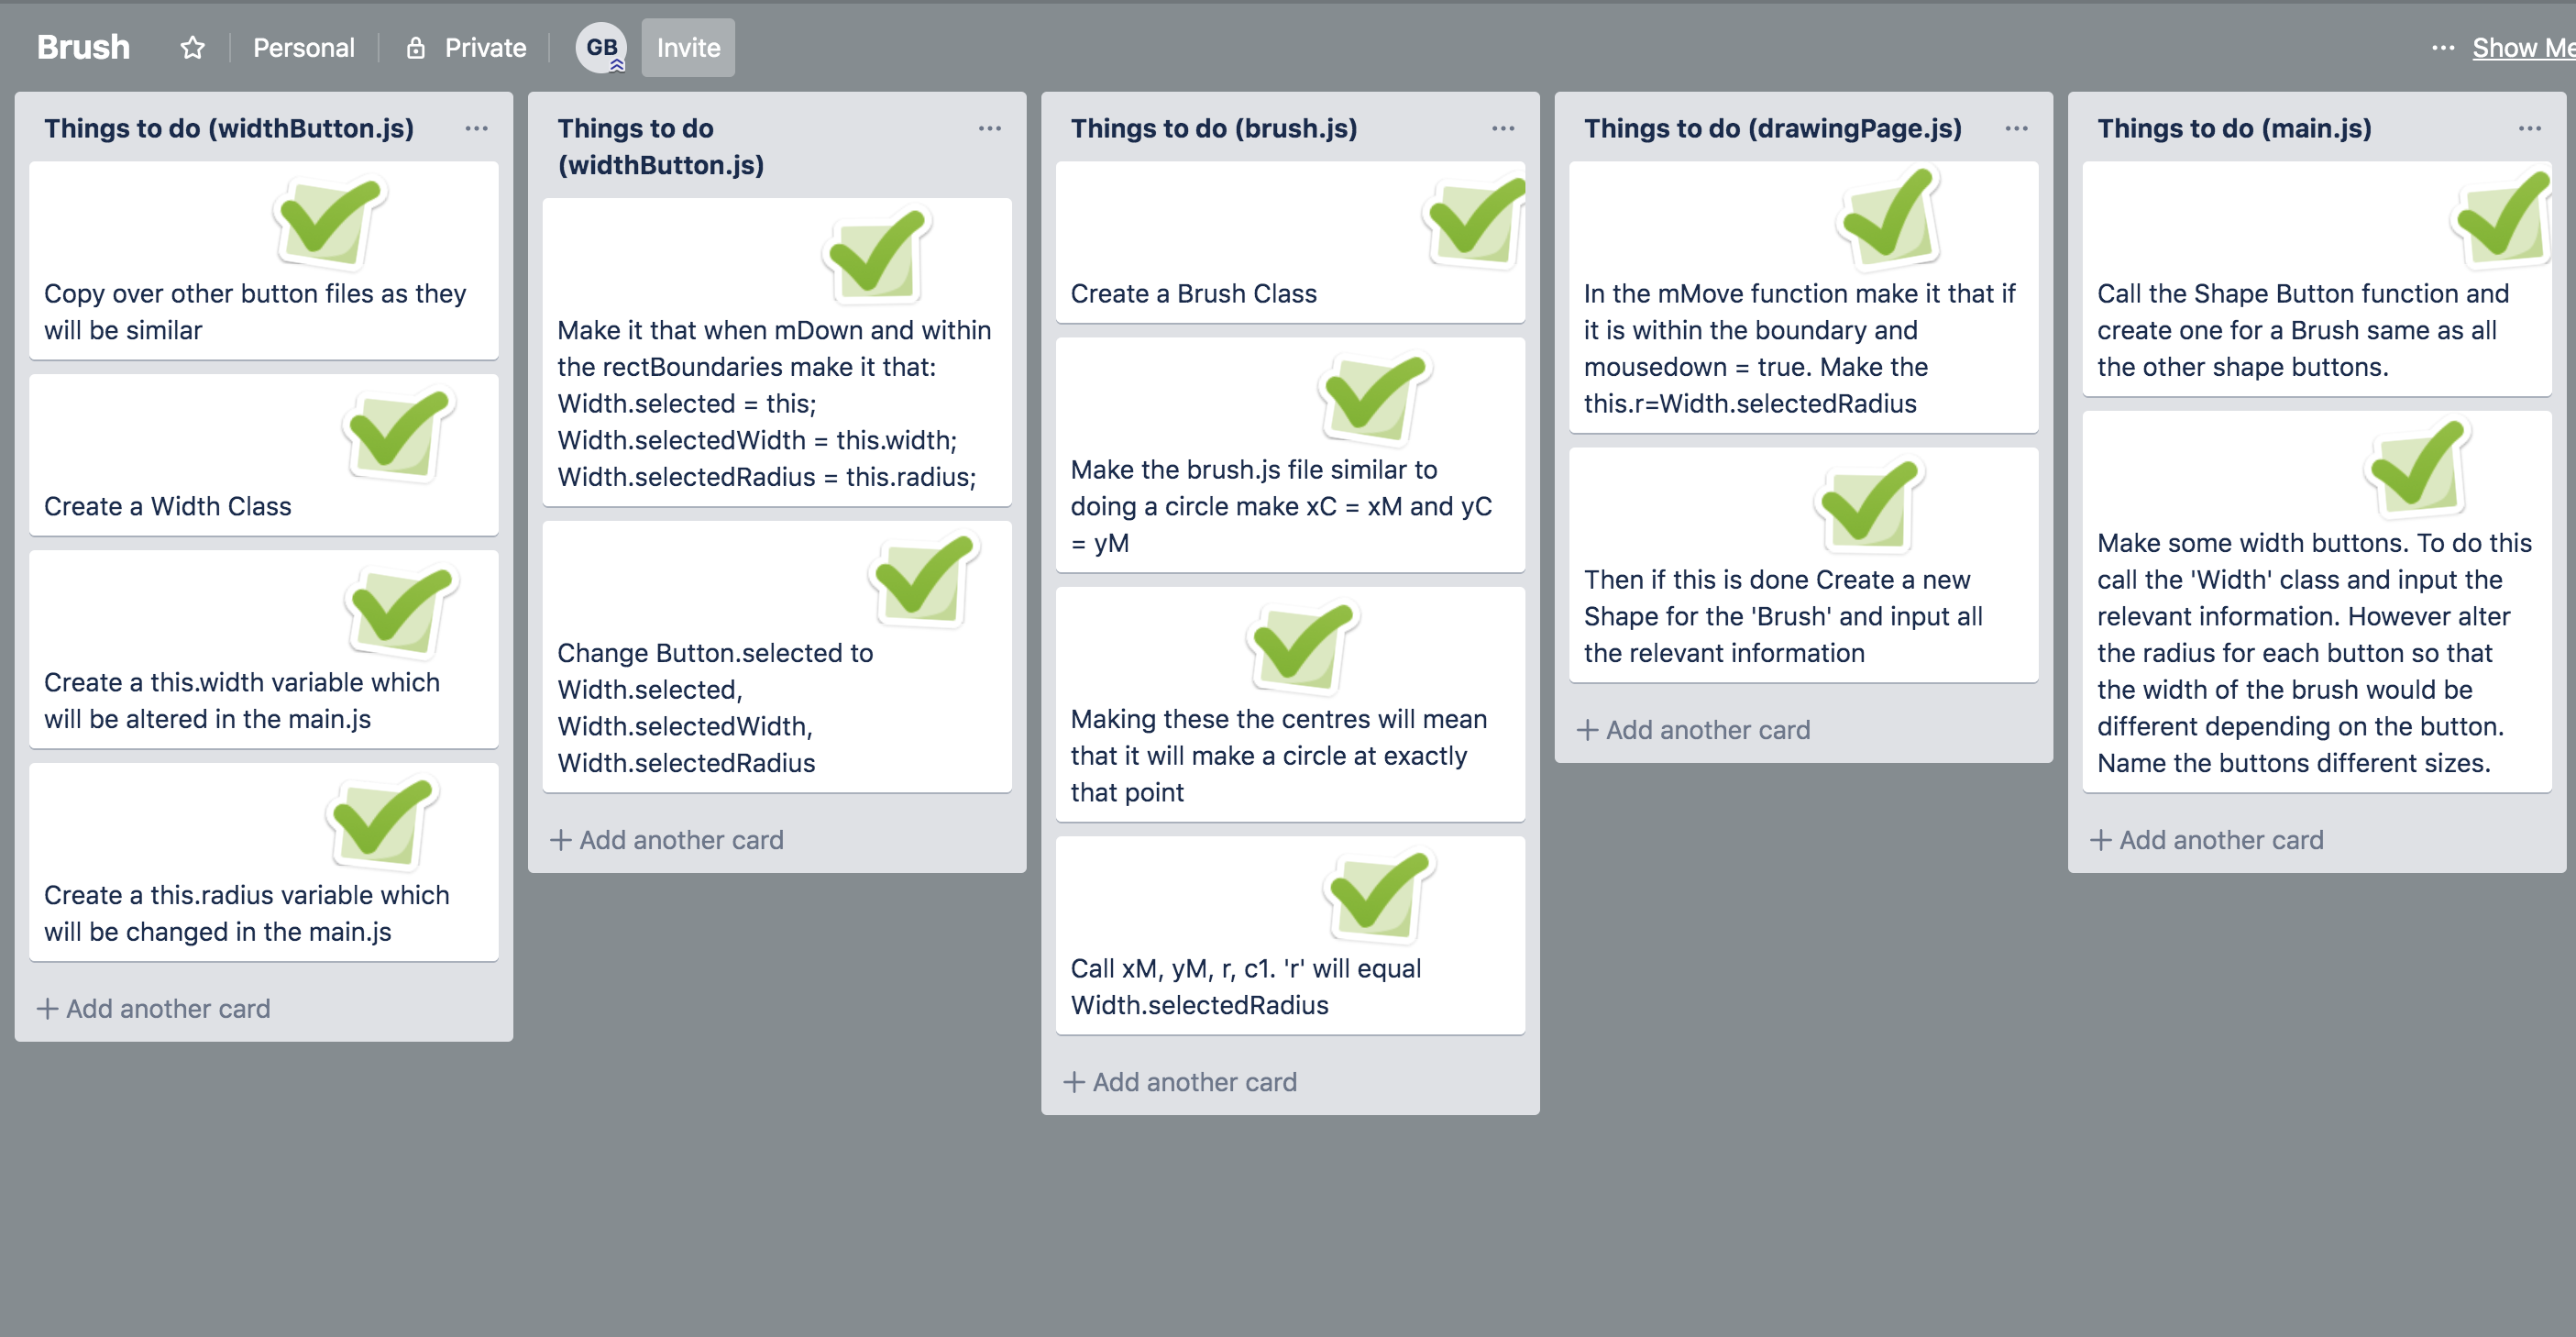 Brush
Personal
Private
GB
Invite
... Show Me
Things to do (widthButton.js)
Copy over other button files as they
will be similar
Create a Width Class
Create a this.width variable which
will be altered in the main.js
Create a this.radius variable which
will be changed in the main.js
+ Add another card
Things to do
(widthButton.js)
Make it that when mDown and within
the rectBoundaries make it that:
Width.selected = this;
Width.selectedWidth = this.width;
Width.selectedRadius = this.radius;
Change Button.selected to
Width.selected,
Width.selectedWidth,
Width.selectedRadius
+ Add another card
Things to do (brush.js)
Create a Brush Class
Make the brush.js file similar to
doing a circle make xC = xM and yC
= yM
Making these the centres will mean
that it will make a circle at exactly
that point
Call xM, yM, r, c1. 'r' will equal
Width.selectedRadius
+ Add another card
Things to do (drawingPage.js)
In the mMove function make it that if
it is within the boundary and
mousedown = true. Make the
this.r=Width.selectedRadius
Then if this is done Create a new
Shape for the 'Brush' and input all
the relevant information
+ Add another card
Things to do (main.js)
Call the Shape Button function and
create one for a Brush same as all
the other shape buttons.
Make some width buttons. To do this
call the 'Width' class and input the
relevant information. However alter
the radius for each button so that
the width of the brush would be
different depending on the button.
Name the buttons different sizes.
+ Add another card